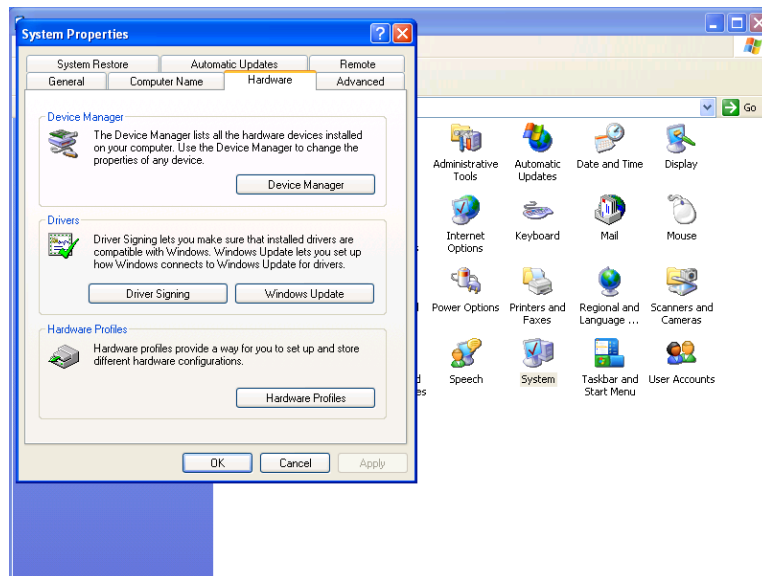 System Properties
System Restore
Automatic Updates
Remote
General
Computer Name
Hardware
Advanced
Device Manager
The Device Manager lists all the hardware devices installed
on your computer. Use the Device Manager to change the
properties of any device.
Device Manager
Drivers
Driver Signing lets you make sure that installed drivers are
compatible with Windows. Windows Update lets you set up
how Windows connects to Windows Update for drivers.
Driver Signing
Windows Update
Hardware Profiles
Hardware profiles provide a way for you to set up and store
different hardware configurations.
Hardware Profiles
OK
Cancel
Apply
Go
Administrative
Tools
Automatic
Updates
Date and Time
Display
Internet
Options
Keyboard
Mail
Mouse
Power Options
Printers and
Faxes
Regional and
Language ...
Scanners and
Cameras
Speech
System
Taskbar and
Start Menu
User Accounts